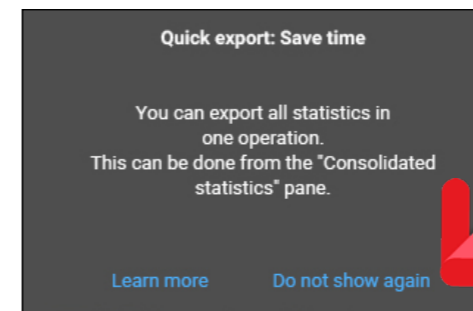 Quick export: Save time
You can export all statistics in
one operation.
This can be done from the "Consolidated
statistics" pane.
Learn more Do not show again